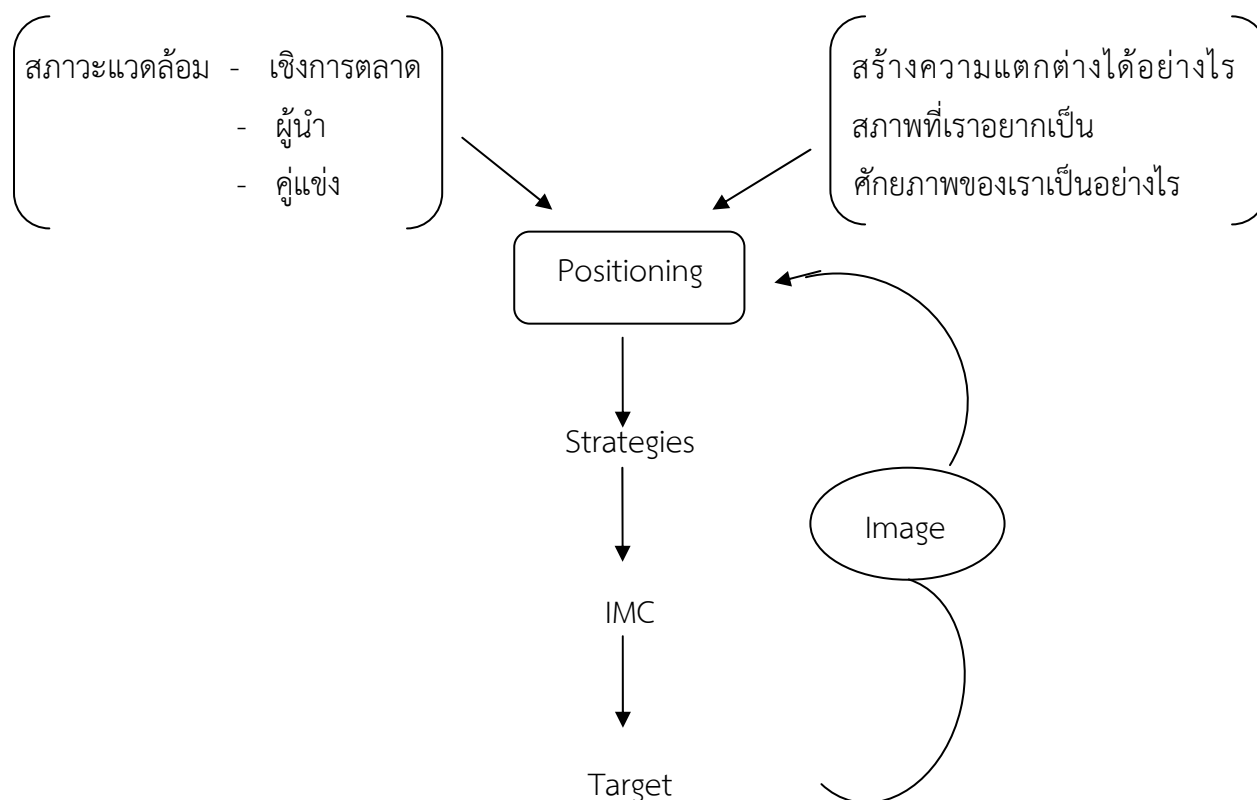 สภาวะแวดล้อม - เชิงการตลาด
- ผู้นำ
- คู่แข่ง
สร้างความแตกต่างได้อย่างไร
สภาพที่เราอยากเป็น
ศักยภาพของเราเป็นอย่างไร
Positioning
Strategies
Image
IMC
Target